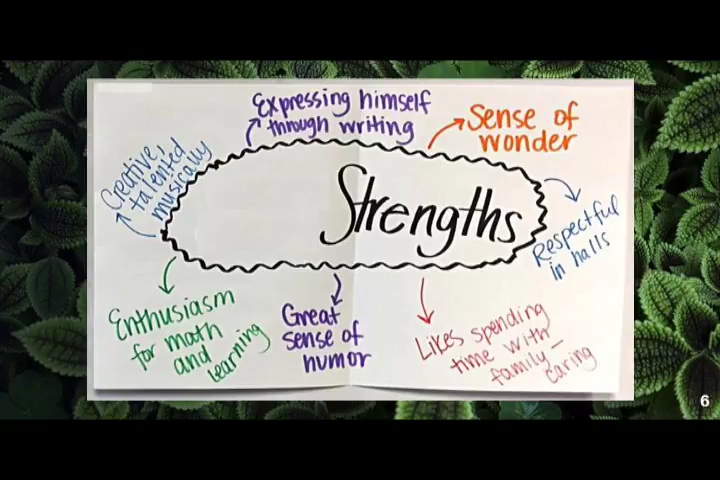 Expressing himself
through writing
Sense of
wonder
Creative,
talented
musically
Strengths
Respectful
in halls
Enthusiasm
for math
and
learning
Great
sense of
humor
Likes spending
time with
family –
caring
6